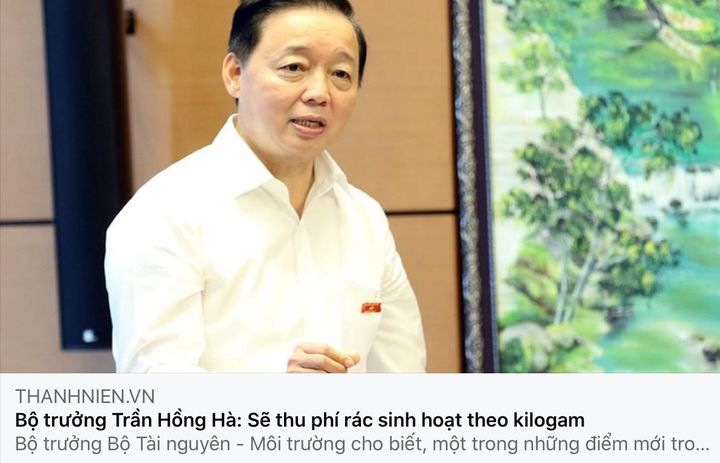 THANHNIEN.VN
Bộ trưởng Trần Hồng Hà: Sẽ thu phí rác sinh hoạt theo kilogam
Bộ trưởng Bộ Tài nguyên - Môi trường cho biết, một trong những điểm mới tro...